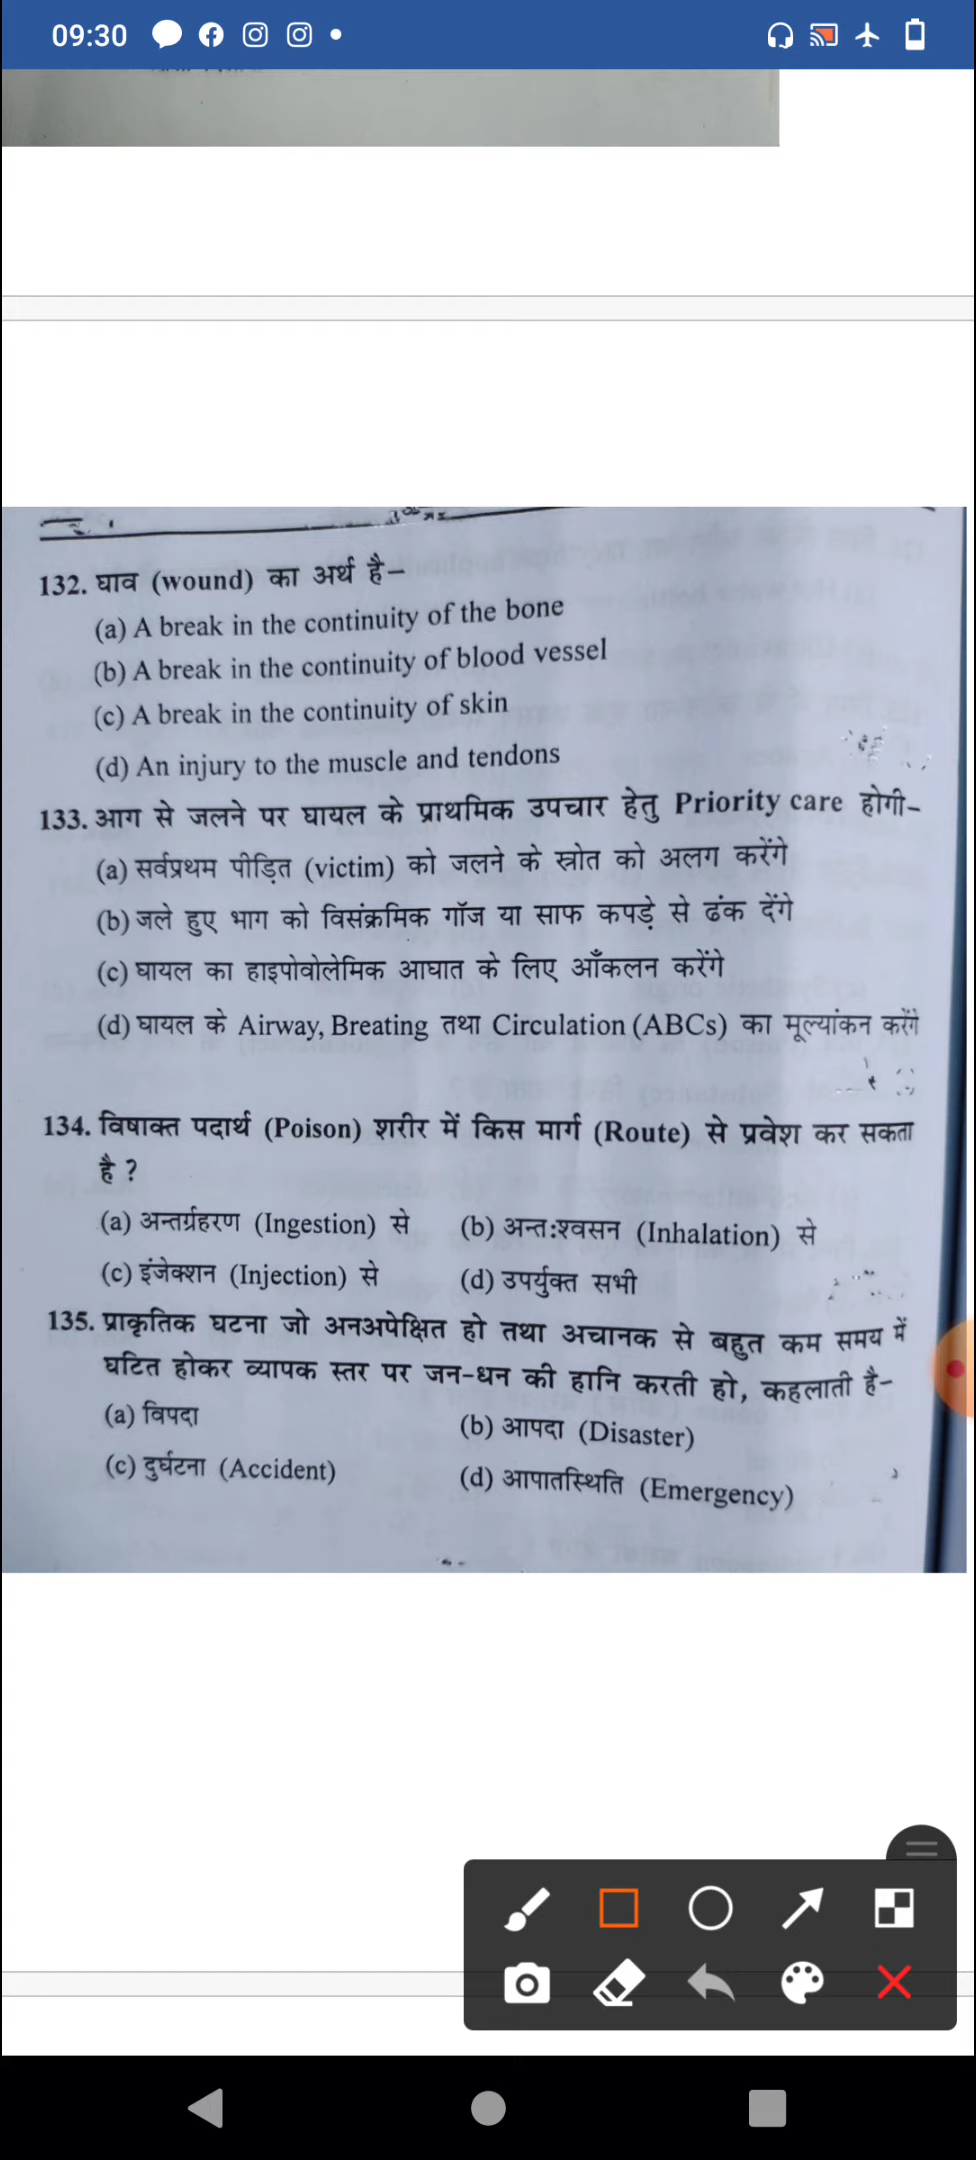 09:30
132. घाव (wound) का अर्थ है–
(a) A break in the continuity of the bone
(b) A break in the continuity of blood vessel
(c) A break in the continuity of skin
(d) An injury to the muscle and tendons
133. आग से जलने पर घायल के प्राथमिक उपचार हेतु Priority care होगी–
(a) सर्वप्रथम पीड़ित (victim) को जलने के स्त्रोत को अलग करेंगे
(b) जले हुए भाग को विसंक्रमिक गॉज या साफ कपड़े से ढंक देंगे
(c) घायल का हाइपोवोलेमिक आघात के लिए आँकलन करेंगे
(d) घायल के Airway, Breating तथा Circulation (ABCs) का मूल्यांकन करेंगे
134. विषाक्त पदार्थ (Poison) शरीर में किस मार्ग (Route) से प्रवेश कर सकता
है ?
(a) अन्तर्ग्रहरण (Ingestion) से (b) अन्त:श्वसन (Inhalation) से
(c) इंजेक्शन (Injection) से (d) उपर्युक्त सभी
135. प्राकृतिक घटना जो अनअपेक्षित हो तथा अचानक से बहुत कम समय में
घटित होकर व्यापक स्तर पर जन-धन की हानि करती हो, कहलाती है–
(a) विपदा (b) आपदा (Disaster)
(c) दुर्घटना (Accident) (d) आपातस्थिति (Emergency)